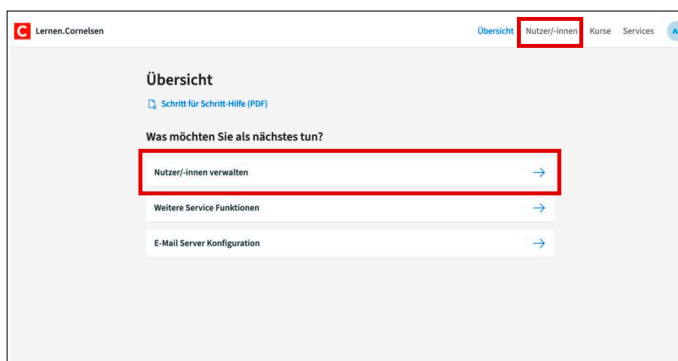 C Lernen.Cornelsen
Übersicht Nutzer/-innen Kurse Services
Übersicht
Schritt für Schritt-Hilfe (PDF)
Was möchten Sie als nächstes tun?
Nutzer/-innen verwalten
Weitere Service Funktionen
E-Mail Server Konfiguration